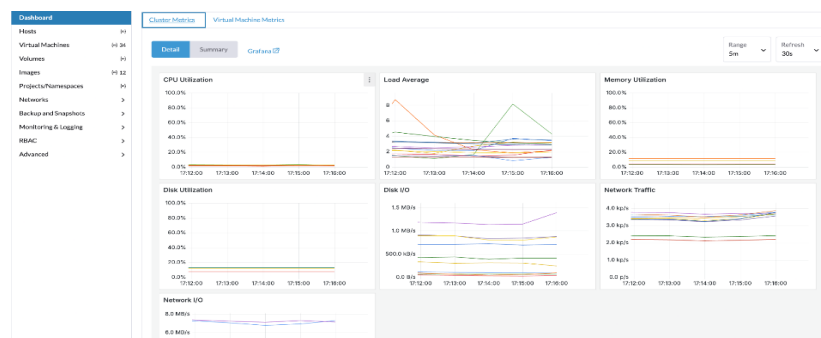 Dashboard
Hosts
Virtual Machines 34
Volumes
Images 12
Projects/Namespaces
Networks
Backup and Snapshots
Monitoring & Logging
RBAC
Advanced
Cluster Metrics Virtual Machine Metrics
Detail Summary Grafana
Range
5m
Refresh
30s
CPU Utilization
100.0%
80.0%
60.0%
40.0%
20.0%
0.0%
17:12:00 17:13:00 17:14:00 17:15:00 17:16:00
Load Average
8
6
4
2
0
17:12:00 17:13:00 17:14:00 17:15:00 17:16:00
Memory Utilization
100.0%
80.0%
60.0%
40.0%
20.0%
0.0%
17:12:00 17:13:00 17:14:00 17:15:00 17:16:00
Disk Utilization
100.0%
80.0%
60.0%
40.0%
20.0%
0.0%
17:12:00 17:13:00 17:14:00 17:15:00 17:16:00
Disk I/O
1.5 MB/s
1.0 MB/s
500.0 kB/s
0.0 B/s
17:12:00 17:13:00 17:14:00 17:15:00 17:16:00
Network Traffic
4.0 kp/s
3.0 kp/s
2.0 kp/s
1.0 kp/s
0.0 p/s
17:12:00 17:13:00 17:14:00 17:15:00 17:16:00
Network I/O
8.0 MB/s
6.0 MB/s